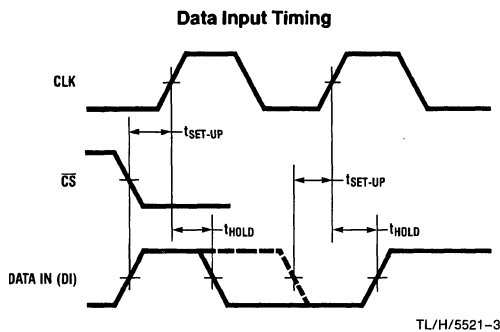 Data Input Timing
CLK
tSET-UP
CS
tSET-UP
tHOLD
tHOLD
DATA IN (DI)
TL/H/5521–3